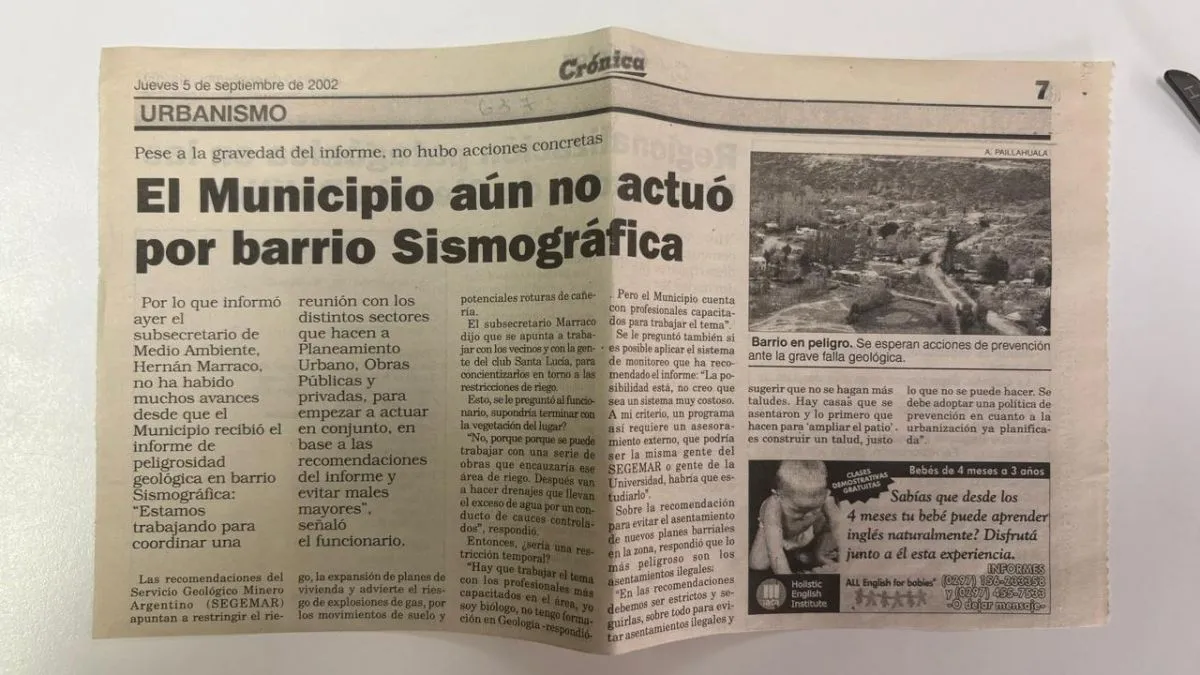 Crónica
Jueves 5 de septiembre de 2002
7
URBANISMO
637
Pese a la gravedad del informe, no hubo acciones concretas
El Municipio aún no actuó
por barrio Sismográfica
Por lo que informó
ayer el
subsecretario de
Medio Ambiente,
Hernán Marraco,
no ha habido
muchos avances
desde que el
Municipio recibió el
informe de
peligrosidad
geológica en barrio
Sismográfica:
“Estamos
trabajando para
coordinar una
reunión con los
distintos sectores
que hacen a
Planeamiento
Urbano, Obras
Públicas y
privadas, para
empezar a actuar
en conjunto, en
base a las
recomendaciones
del informe y
evitar males
mayores”,
señaló
el funcionario.
Las recomendaciones del
Servicio Geológico Minero
Argentino (SEGEMAR)
apuntan a restringir el rie-
go, la expansión de planes de
vivienda y advierte el ries-
go de explosiones de gas, por
los movimientos de suelo y
potenciales roturas de cañe-
ría.
El subsecretario Marraco
dijo que se apunta a traba-
jar con los vecinos y con la gente
del club Santa Lucía, para
concientizarlos en torno a las
restricciones de riego.
Esto, se le preguntó al funcio-
nario, supondría terminar con
la vegetación del lugar?
“No, porque porque se puede
trabajar con una serie de
obras que encauzaría ese
área de riego. Después van
a hacer drenajes que llevan
el exceso de agua por un con-
ducto de cauces controla-
dos”, respondió.
Entonces, ¿sería una res-
tricción temporal?
“Hay que trabajar el tema
con los profesionales más
capacitados en el área, yo
soy biólogo, no tengo forma-
ción en Geología -respondió-
. Pero el Municipio cuenta
con profesionales capacita-
dos para trabajar el tema”.
Se le preguntó también si
es posible aplicar el sistema
de monitoreo que ha reco-
mendado el informe: “La po-
sibilidad está, no creo que
sea un sistema muy costoso.
A mi criterio, un programa
así requiere un asesora-
miento externo, que podría
ser la misma gente del
SEGEMAR o gente de la
Universidad, habría que es-
tudiarlo”.
Sobre la recomendación
para evitar el asentamiento
de nuevos planes barriales
en la zona, respondió que lo
más peligroso son los
asentamientos ilegales:
“En las recomendaciones
debemos ser estrictos y se-
guirlas, sobre todo para evi-
tar asentamientos ilegales y
A. PAILLAHUALA
Barrio en peligro. Se esperan acciones de prevención
ante la grave falla geológica.
sugerir que no se hagan más
taludes. Hay casas que se
asentaron y lo primero que
hacen para ‘ampliar el patio’
es construir un talud, justo
lo que no se puede hacer. Se
debe adoptar una política de
prevención en cuanto a la
urbanización ya planifica-
da”.
CLASES
DEMOSTRATIVAS
GRATUITAS
Bebés de 4 meses a 3 años
Sabías que desde los
4 meses tu bebé puede aprender
inglés naturalmente? Disfrutá
junto a él esta experiencia.
Holistic
English
Institute
ALL English for babies
INFORMES
(0297) 156-233358
y (0297) 455-7533
-O dejar mensaje-